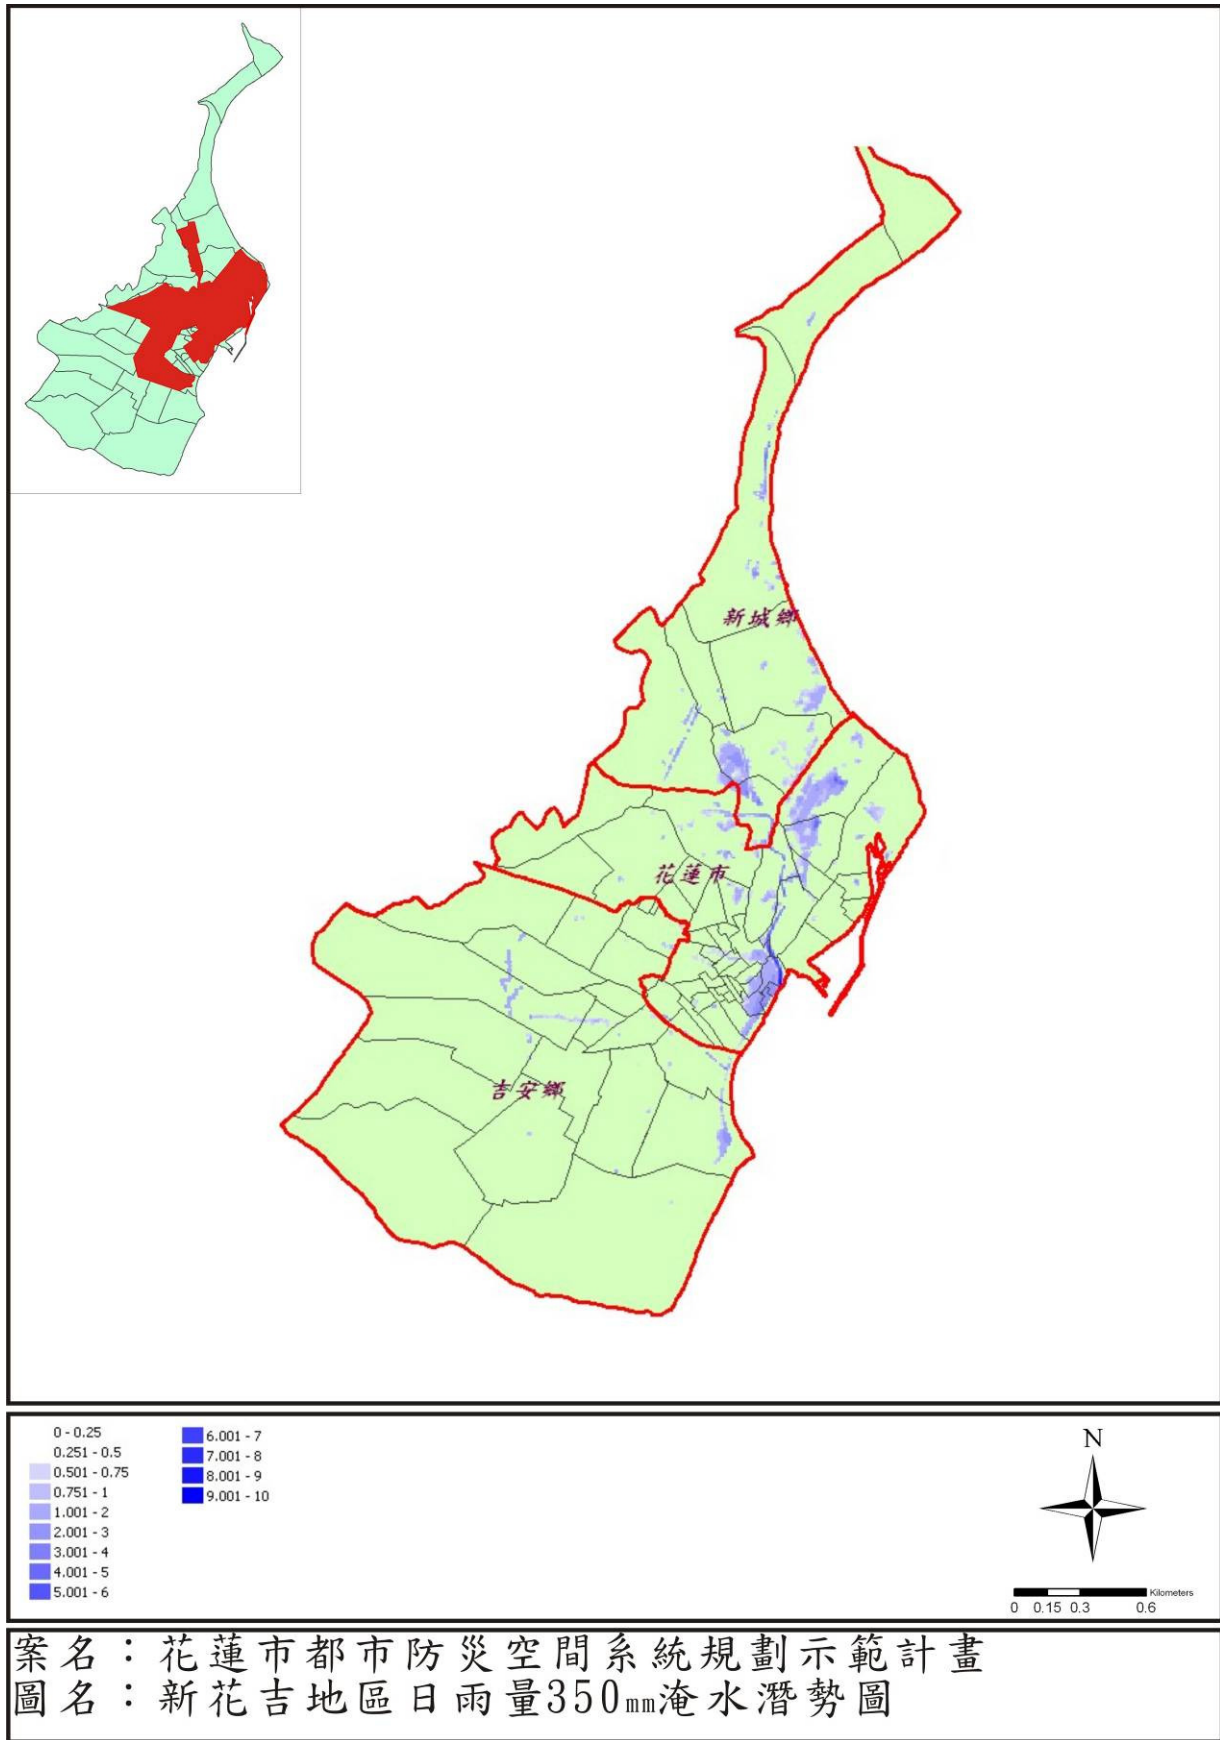 新城鄉
花蓮市
吉安鄉
0 - 0.25
0.251 - 0.5
0.501 - 0.75
0.751 - 1
1.001 - 2
2.001 - 3
3.001 - 4
4.001 - 5
5.001 - 6
6.001 - 7
7.001 - 8
8.001 - 9
9.001 - 10
N
Kilometers
0 0.15 0.3 0.6
案名：花蓮市都市防災空間系統規劃示範計畫
圖名：新花吉地區日雨量350mm淹水潛勢圖